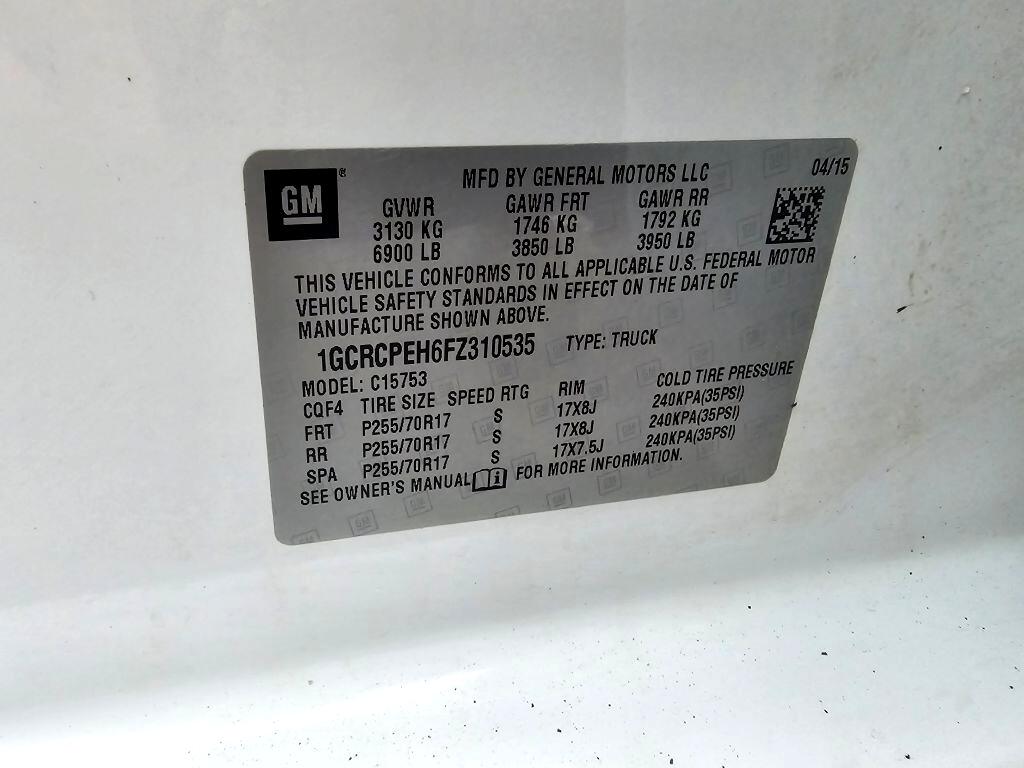 GM ® MFD BY GENERAL MOTORS LLC 04/15
GVWR GAWR FRT GAWR RR
3130 KG 1746 KG 1792 KG
6900 LB 3850 LB 3950 LB
THIS VEHICLE CONFORMS TO ALL APPLICABLE U.S. FEDERAL MOTOR
VEHICLE SAFETY STANDARDS IN EFFECT ON THE DATE OF
MANUFACTURE SHOWN ABOVE.
1GCRCPEH6FZ310535 TYPE: TRUCK
MODEL: C15753
CQF4 TIRE SIZE SPEED RTG RIM COLD TIRE PRESSURE
FRT P255/70R17 S 17X8J 240KPA(35PSI)
RR P255/70R17 S 17X8J 240KPA(35PSI)
SPA P255/70R17 S 17X7.5J 240KPA(35PSI)
SEE OWNER'S MANUAL i FOR MORE INFORMATION.